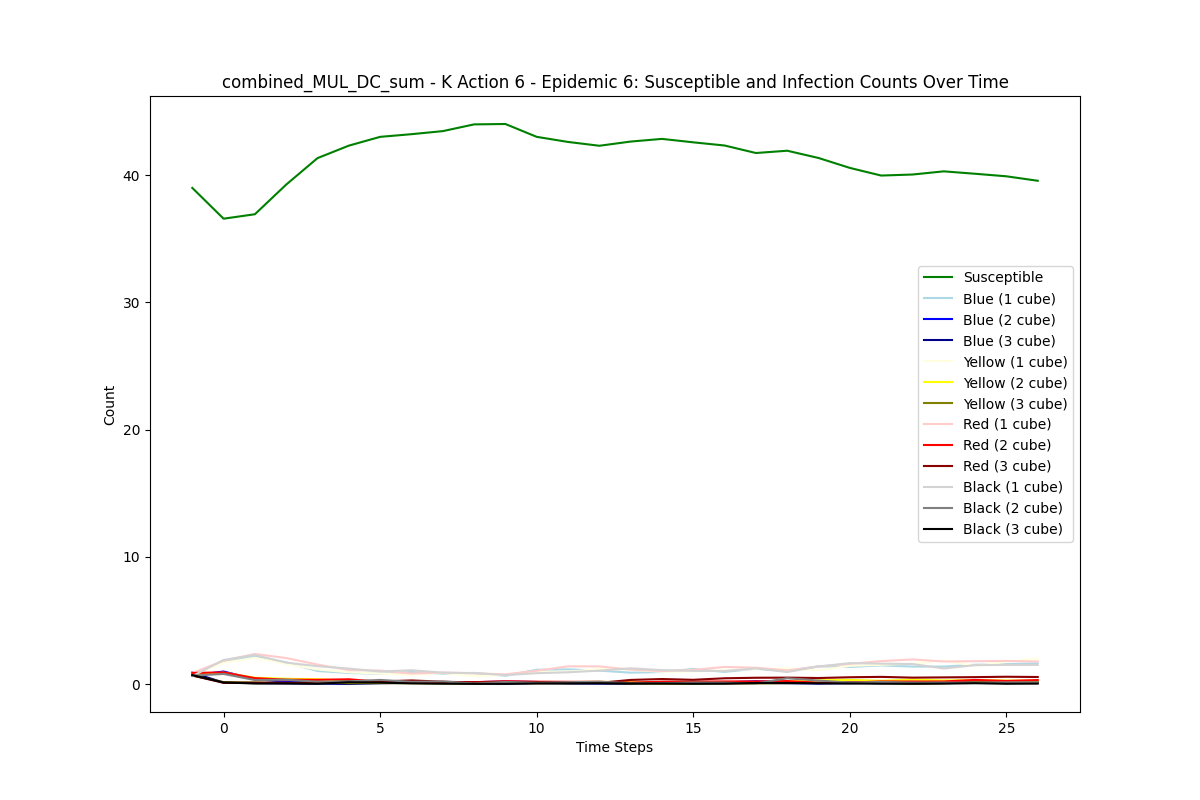 combined_MUL_DC_sum - K Action 6 - Epidemic 6: Susceptible and Infection Counts Over Time
40
30
20
10
0
Count
Susceptible
Blue (1 cube)
Blue (2 cube)
Blue (3 cube)
Yellow (1 cube)
Yellow (2 cube)
Yellow (3 cube)
Red (1 cube)
Red (2 cube)
Red (3 cube)
Black (1 cube)
Black (2 cube)
Black (3 cube)
0 5 10 15 20 25
Time Steps